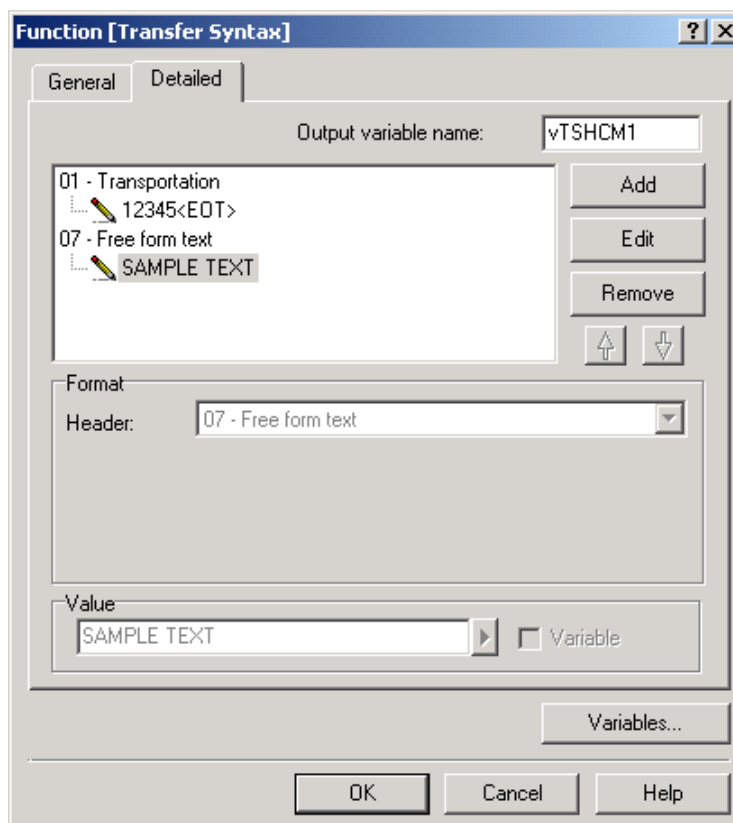 Function [Transfer Syntax]
General
Detailed
Output variable name:
vTSHCM1
01 - Transportation
12345<EOT>
07 - Free form text
SAMPLE TEXT
Add
Edit
Remove
Format
Header:
07 - Free form text
Value
SAMPLE TEXT
Variable
Variables...
OK
Cancel
Help